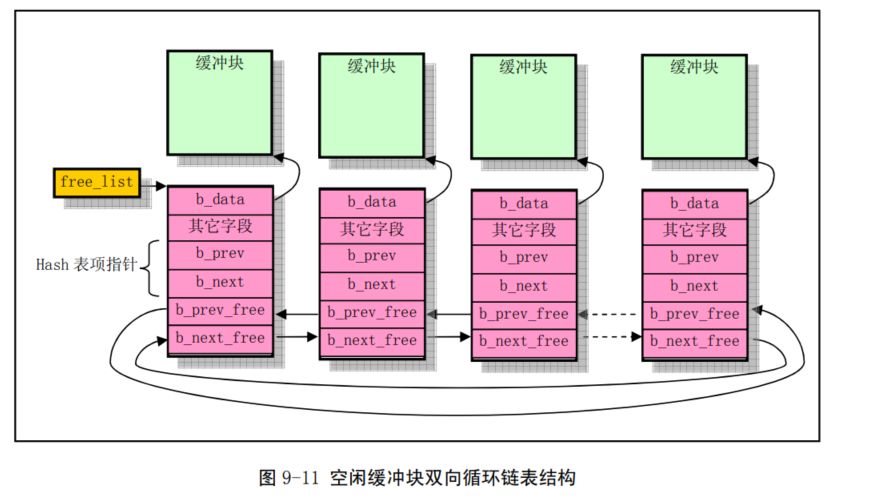 缓冲块
缓冲块
缓冲块
缓冲块
free_list
b_data
其它字段
b_prev
b_next
b_prev_free
b_next_free
Hash 表项指针
b_data
其它字段
b_prev
b_next
b_prev_free
b_next_free
b_data
其它字段
b_prev
b_next
b_prev_free
b_next_free
b_data
其它字段
b_prev
b_next
b_prev_free
b_next_free
图 9-11 空闲缓冲块双向循环链表结构